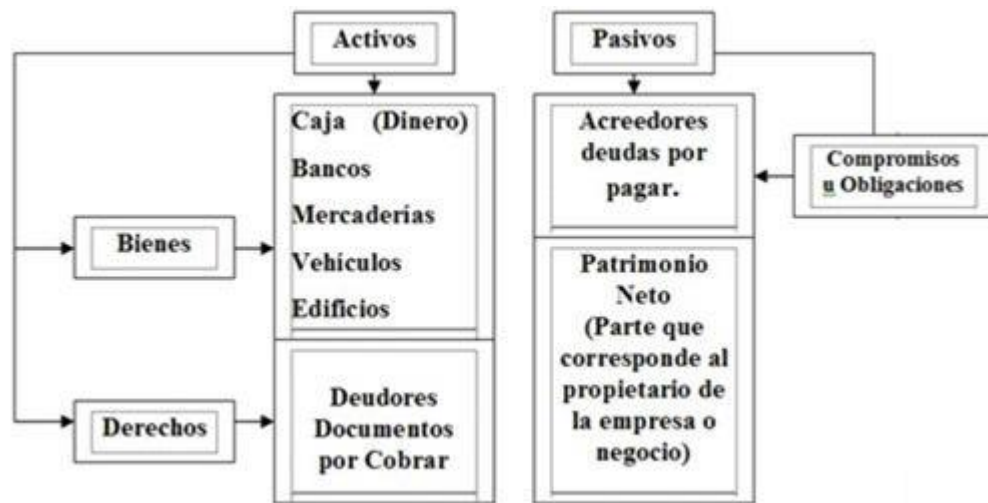 Activos
Pasivos
Caja (Dinero)
Bancos
Mercaderías
Vehículos
Edificios
Bienes
Deudores
Documentos
por Cobrar
Derechos
Acreedores
deudas por
pagar.
Compromisos
u Obligaciones
Patrimonio
Neto
(Parte que
corresponde al
propietario de
la empresa o
negocio)